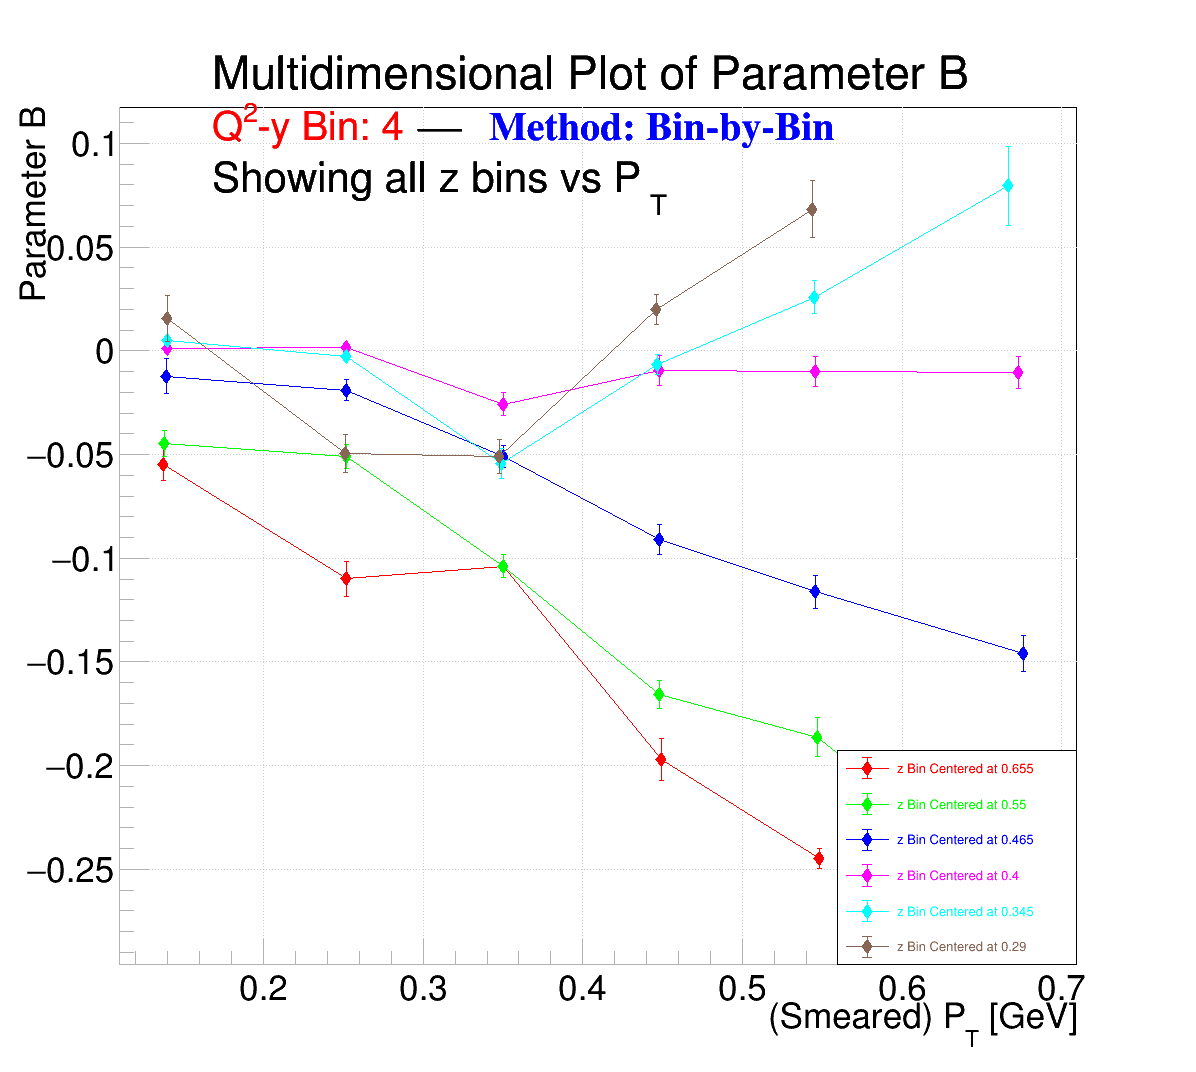 Multidimensional Plot of Parameter B
Q²-y Bin: 4 — Method: Bin-by-Bin
Showing all z bins vs P_T
Parameter B
0.1
0.05
0
−0.05
−0.1
−0.15
−0.2
−0.25
z Bin Centered at 0.655
z Bin Centered at 0.55
z Bin Centered at 0.465
z Bin Centered at 0.4
z Bin Centered at 0.345
z Bin Centered at 0.29
0.2 0.3 0.4 0.5 0.6 0.7
(Smeared) P_T [GeV]